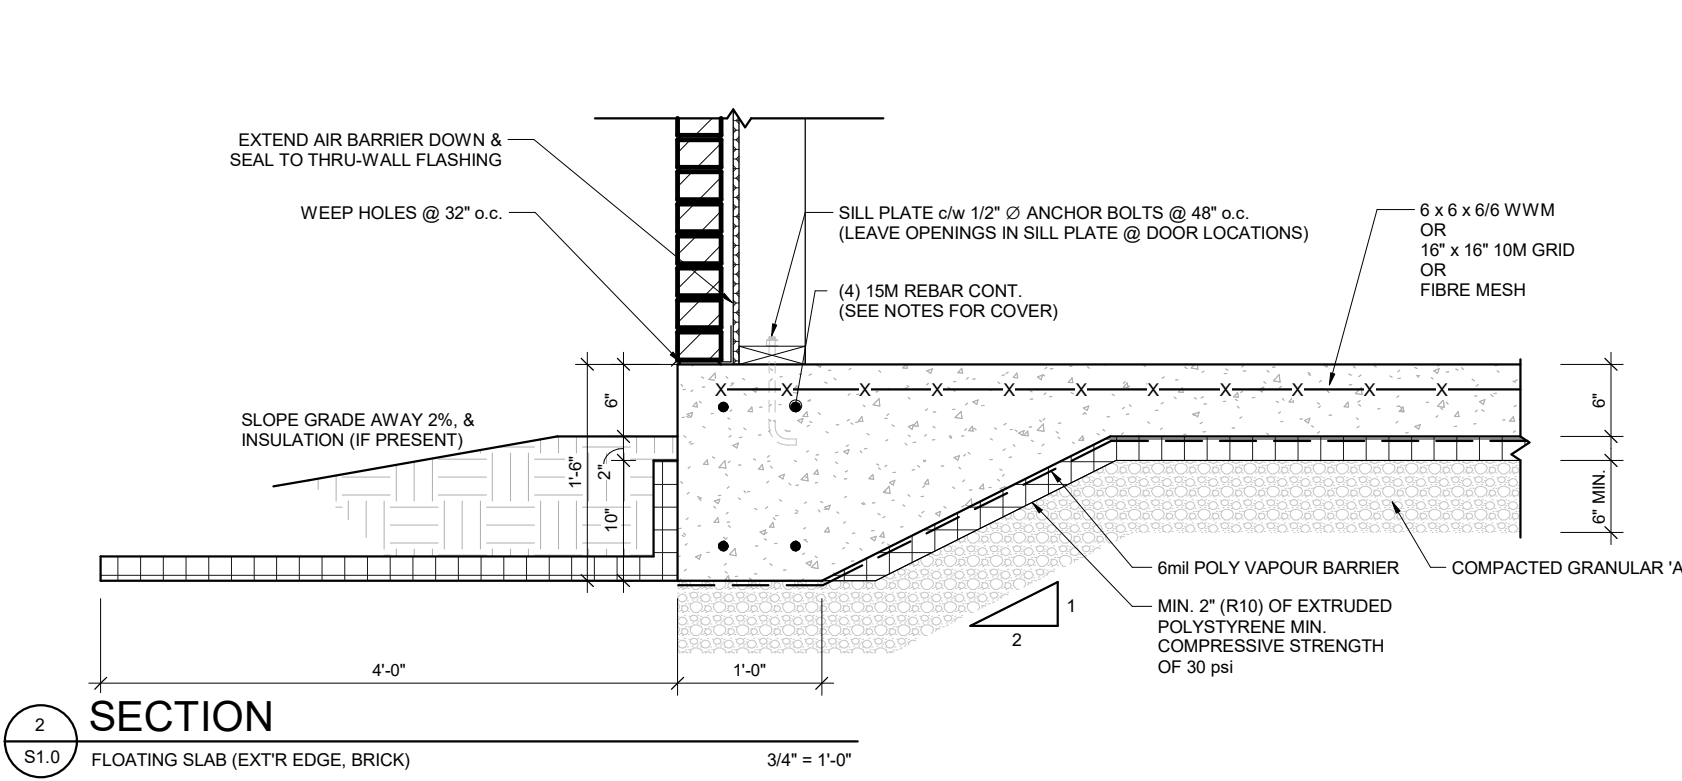 EXTEND AIR BARRIER DOWN &
SEAL TO THRU-WALL FLASHING
WEEP HOLES @ 32" o.c.
SILL PLATE c/w 1/2" Ø ANCHOR BOLTS @ 48" o.c.
(LEAVE OPENINGS IN SILL PLATE @ DOOR LOCATIONS)
(4) 15M REBAR CONT.
(SEE NOTES FOR COVER)
6 x 6 x 6/6 WWM
OR
16" x 16" 10M GRID
OR
FIBRE MESH
SLOPE GRADE AWAY 2%, &
INSULATION (IF PRESENT)
1'-6"
6"
2"
10"
X X X X X X X X X X X
6"
6" MIN.
6mil POLY VAPOUR BARRIER
COMPACTED GRANULAR 'A
MIN. 2" (R10) OF EXTRUDED
POLYSTYRENE MIN.
COMPRESSIVE STRENGTH
OF 30 psi
1
2
4'-0"
1'-0"
2
S1.0
SECTION
FLOATING SLAB (EXT'R EDGE, BRICK)
3/4" = 1'-0"